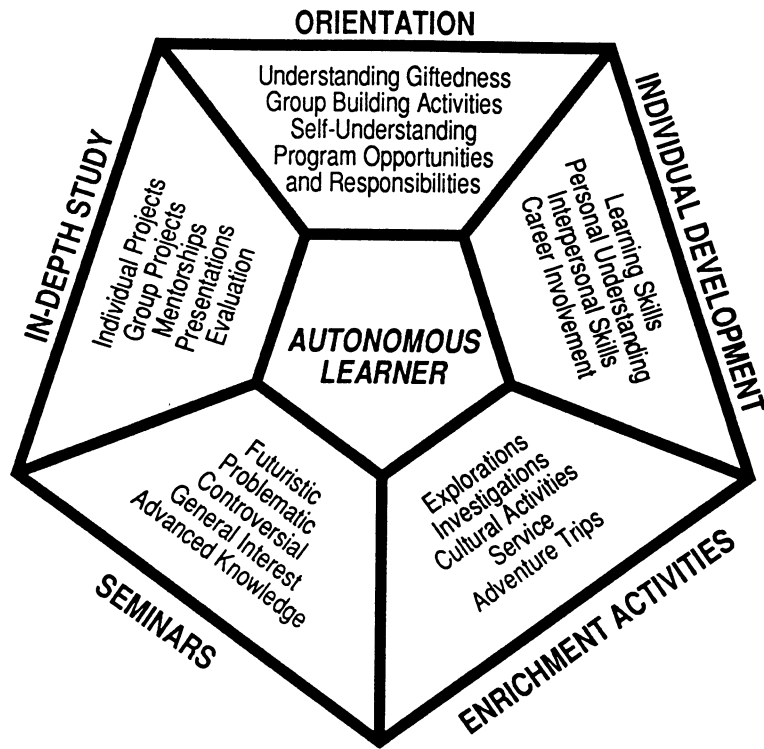 ORIENTATION
Understanding Giftedness
Group Building Activities
Self-Understanding
Program Opportunities
and Responsibilities
INDIVIDUAL DEVELOPMENT
Learning Skills
Personal Understanding
Interpersonal Skills
Career Involvement
ENRICHMENT ACTIVITIES
Explorations
Investigations
Cultural Activities
Service
Adventure Trips
SEMINARS
Futuristic
Problematic
Controversial
General Interest
Advanced Knowledge
IN-DEPTH STUDY
Individual Projects
Group Projects
Mentorships
Presentations
Evaluation
AUTONOMOUS
LEARNER